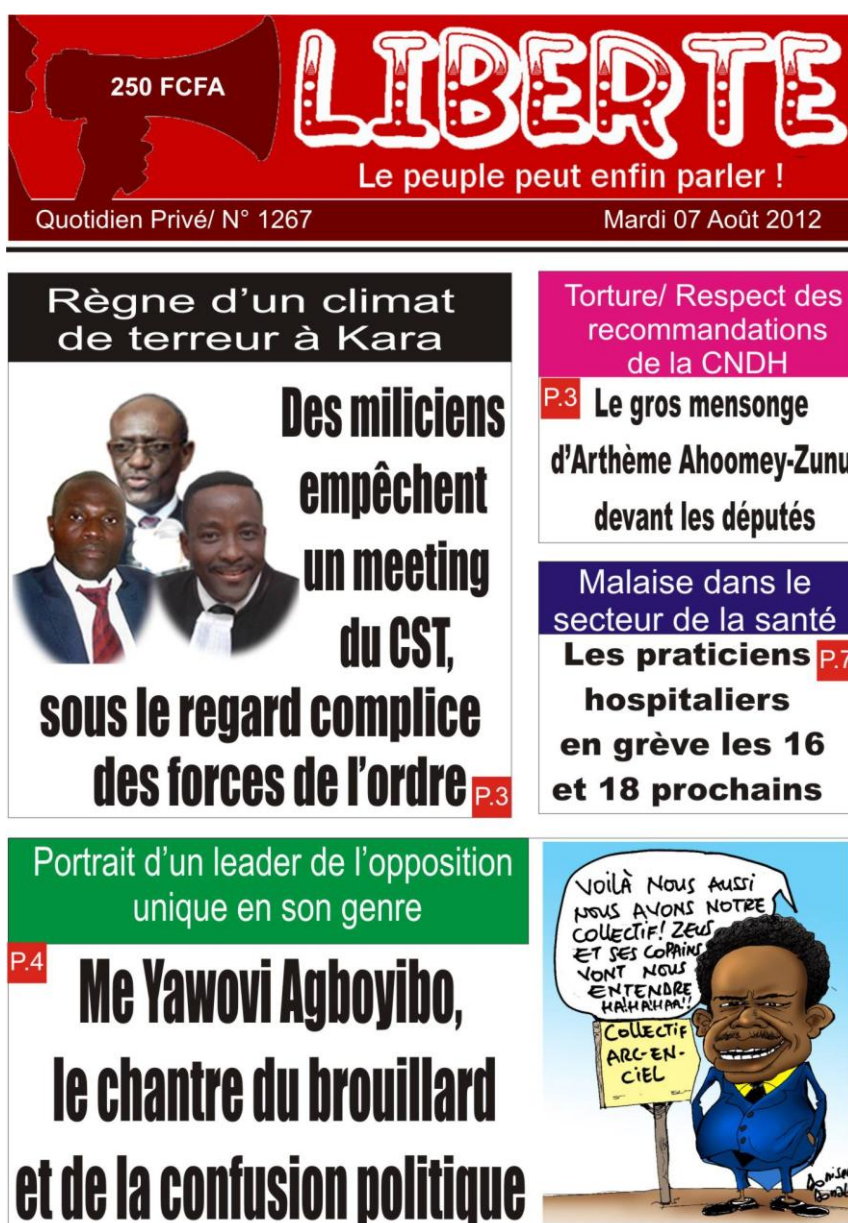 250 FCFA
LIBERTE
Le peuple peut enfin parler !
Quotidien Privé/ N° 1267
Mardi 07 Août 2012
Règne d'un climat
de terreur à Kara
Des miliciens
empêchent
un meeting
du CST,
sous le regard complice
des forces de l'ordre
P.3
Torture/ Respect des
recommandations
de la CNDH
P.3
Le gros mensonge
d'Arthème Ahoomey-Zunu
devant les députés
Malaise dans le
secteur de la santé
Les praticiens
P.7
hospitaliers
en grève les 16
et 18 prochains
Portrait d'un leader de l'opposition
unique en son genre
P.4
Me Yawovi Agboyibo,
le chantre du brouillard
et de la confusion politique
VOILÀ NOUS AUSSI
NOUS AVONS NOTRE
COLLECTIF! ZEUS
ET SES COPAINS
VONT NOUS
ENTENDRE
HA!HA!HAA!!
COLLECTIF
ARC-EN-
CIEL